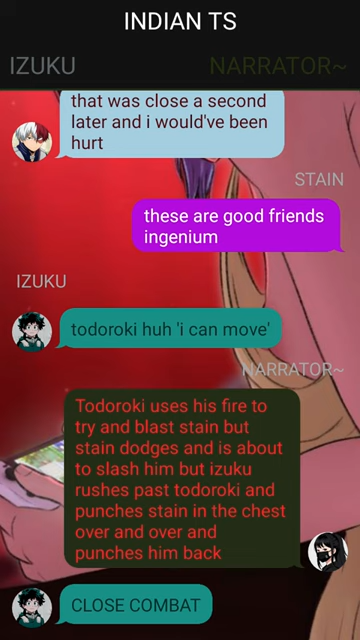 INDIAN TS
IZUKU
NARRATOR~
that was close a second
later and i would've been
hurt
STAIN
these are good friends
ingenium
IZUKU
todoroki huh 'i can move'
NARRATOR~
Todoroki uses his fire to
try and blast stain but
stain dodges and is about
to slash him but izuku
rushes past todoroki and
punches stain in the chest
over and over and
punches him back
CLOSE COMBAT